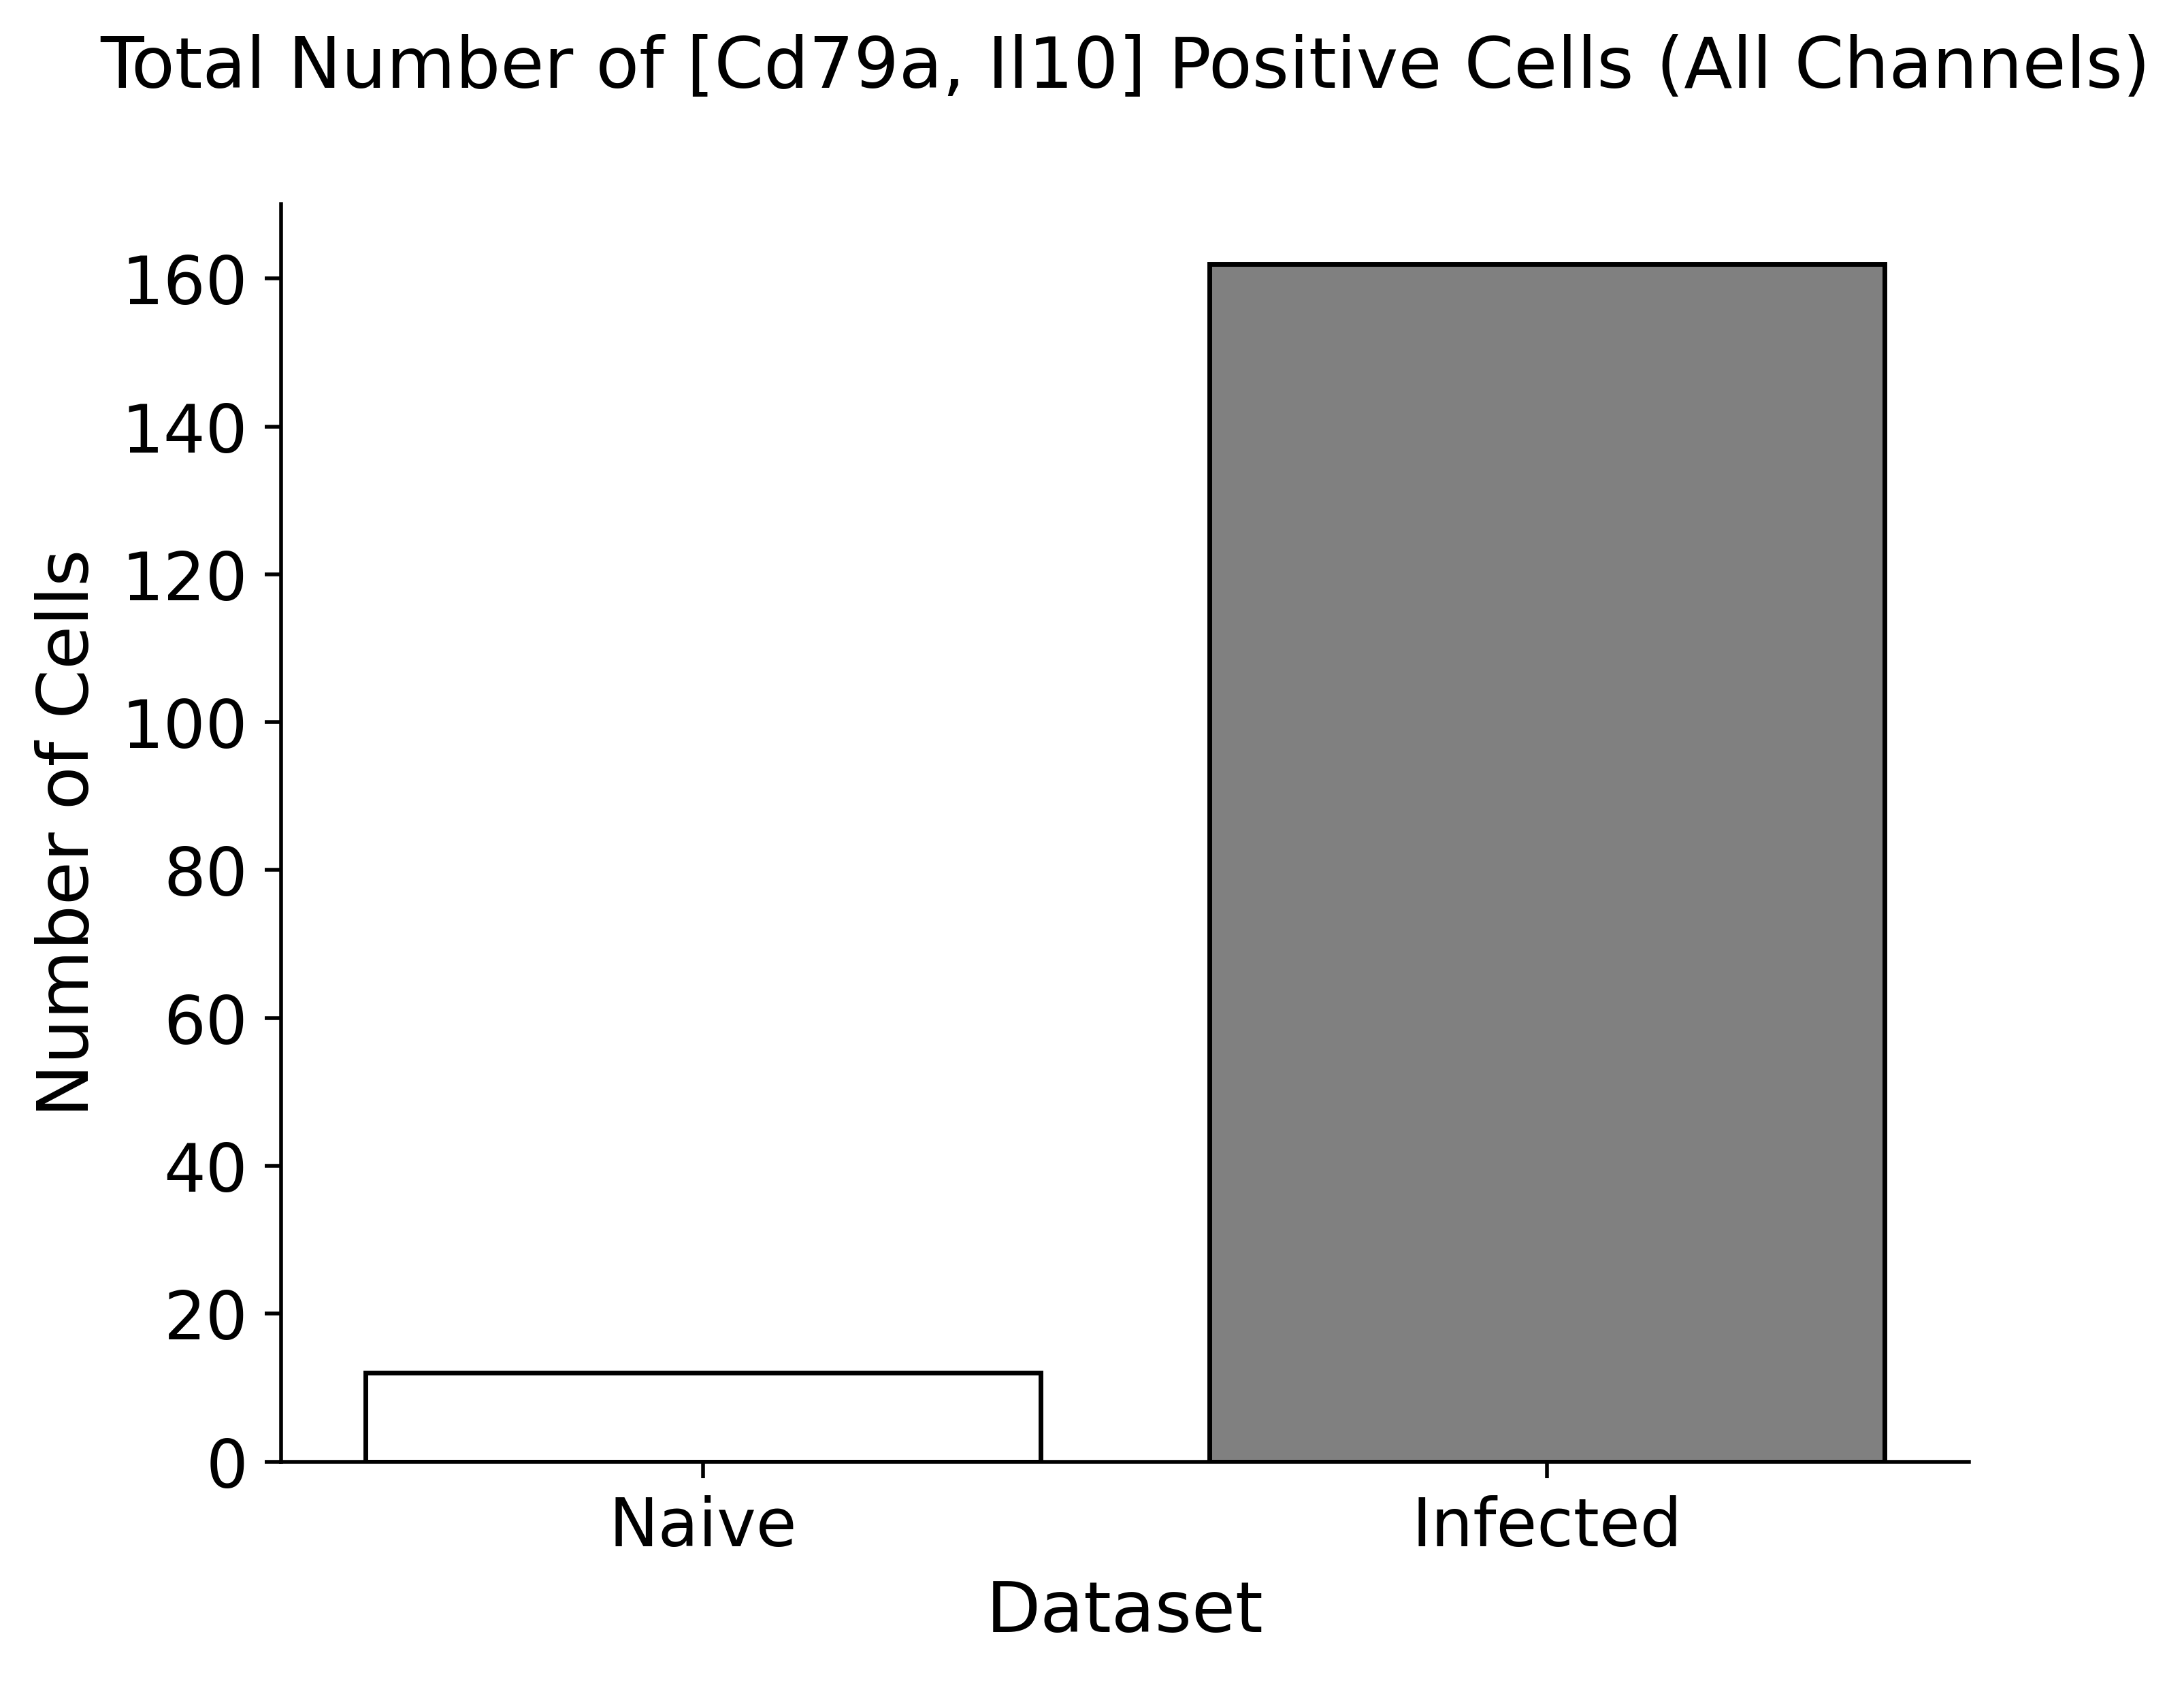 Total Number of [Cd79a, Il10] Positive Cells (All Channels)
Number of Cells
160
140
120
100
80
60
40
20
0
Naive Infected
Dataset